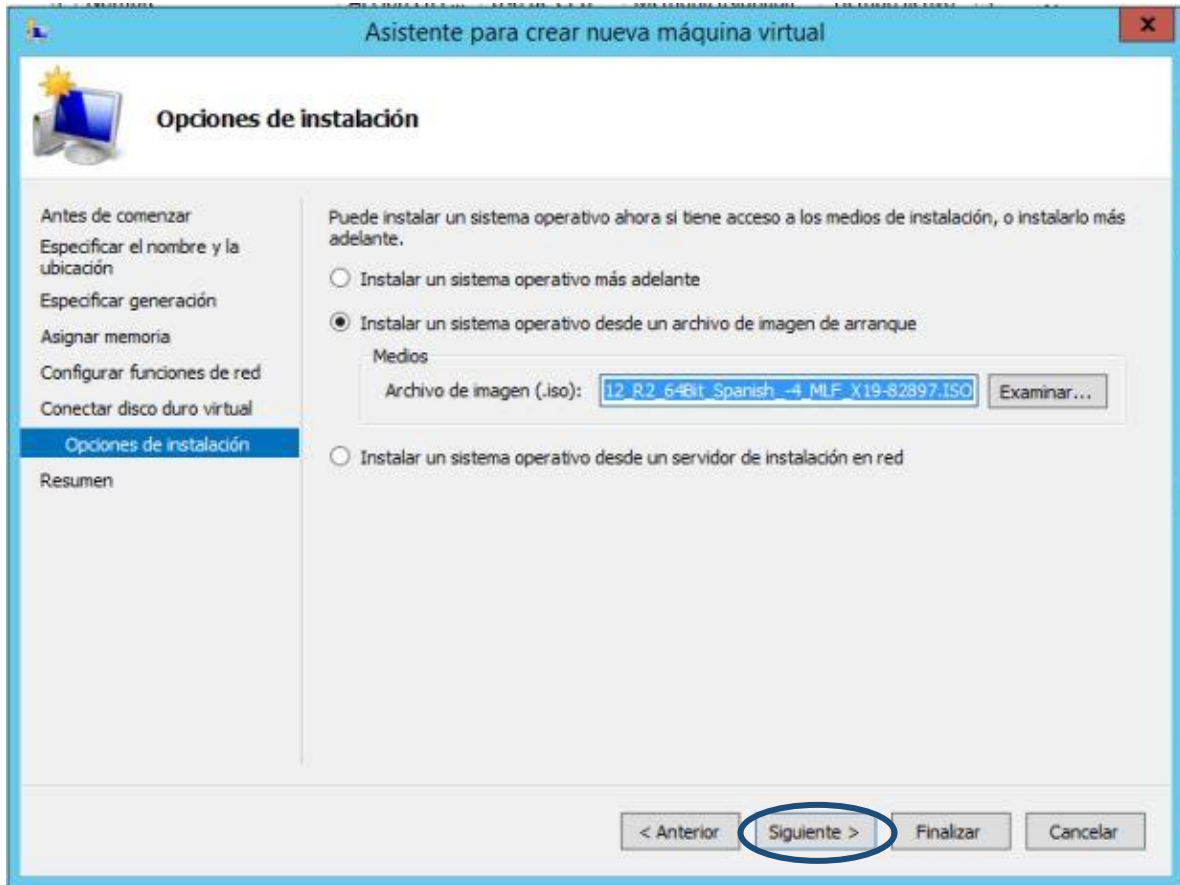 Asistente para crear nueva máquina virtual
x
Opciones de instalación
Antes de comenzar
Especificar el nombre y la
ubicación
Especificar generación
Asignar memoria
Configurar funciones de red
Conectar disco duro virtual
Opciones de instalación
Resumen
Puede instalar un sistema operativo ahora si tiene acceso a los medios de instalación, o instalarlo más
adelante.
Instalar un sistema operativo más adelante
Instalar un sistema operativo desde un archivo de imagen de arranque
Medios
Archivo de imagen (.iso): 12_R2_64Bit_Spanish_-4_MLF_X19-82897.ISO Examinar...
Instalar un sistema operativo desde un servidor de instalación en red
< Anterior Siguiente > Finalizar Cancelar